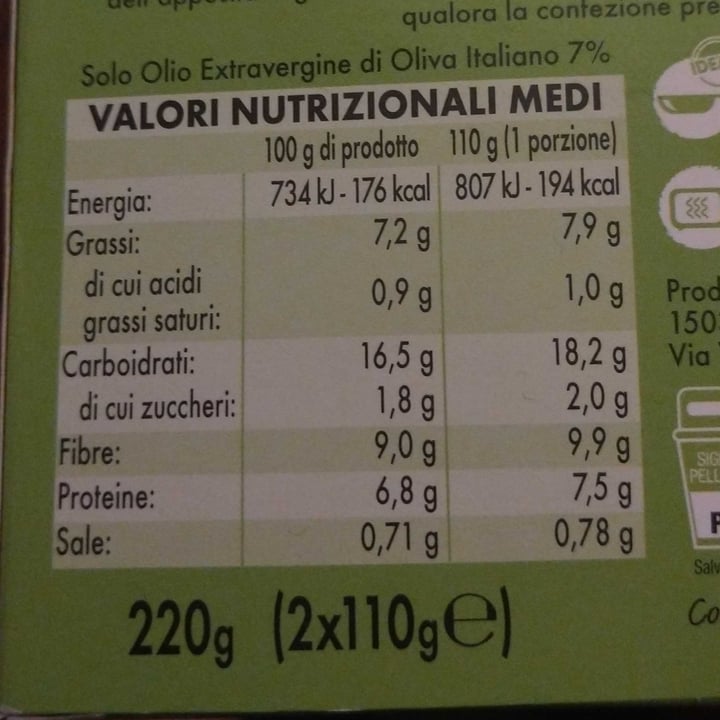 qualora la confezione pre
Solo Olio Extravergine di Oliva Italiano 7%
VALORI NUTRIZIONALI MEDI
100 g di prodotto 110 g (1 porzione)
Energia: 734 kJ - 176 kcal 807 kJ - 194 kcal
Grassi: 7,2 g 7,9 g
di cui acidi
grassi saturi: 0,9 g 1,0 g
Carboidrati: 16,5 g 18,2 g
di cui zuccheri: 1,8 g 2,0 g
Fibre: 9,0 g 9,9 g
Proteine: 6,8 g 7,5 g
Sale: 0,71 g 0,78 g
220g (2x110g℮)
IDEA
Prod
150
Via
SIG
PELL
P
Salv
Co